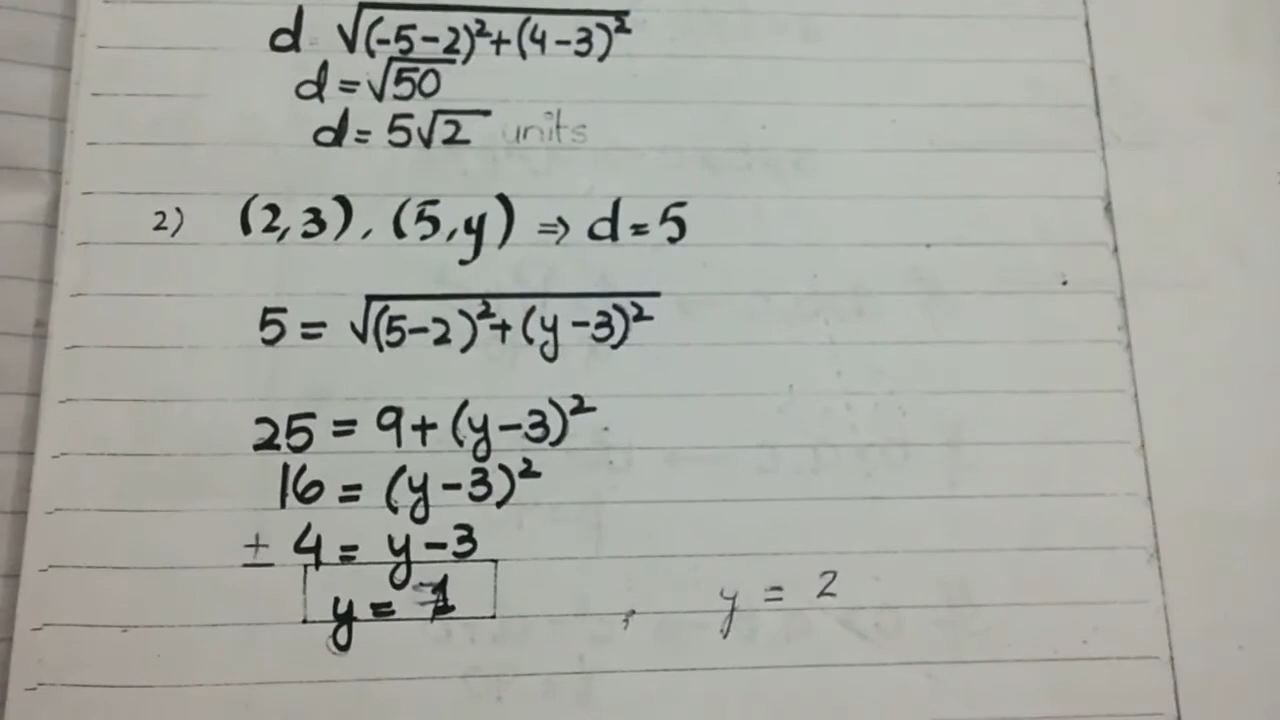 d = √(-5-2)²+(4-3)²
d = √50
d = 5√2 units
2) (2,3), (5,y) ⇒ d = 5
5 = √(5-2)²+(y-3)²
25 = 9+(y-3)²
16 = (y-3)²
± 4 = y-3
y = , y = 2